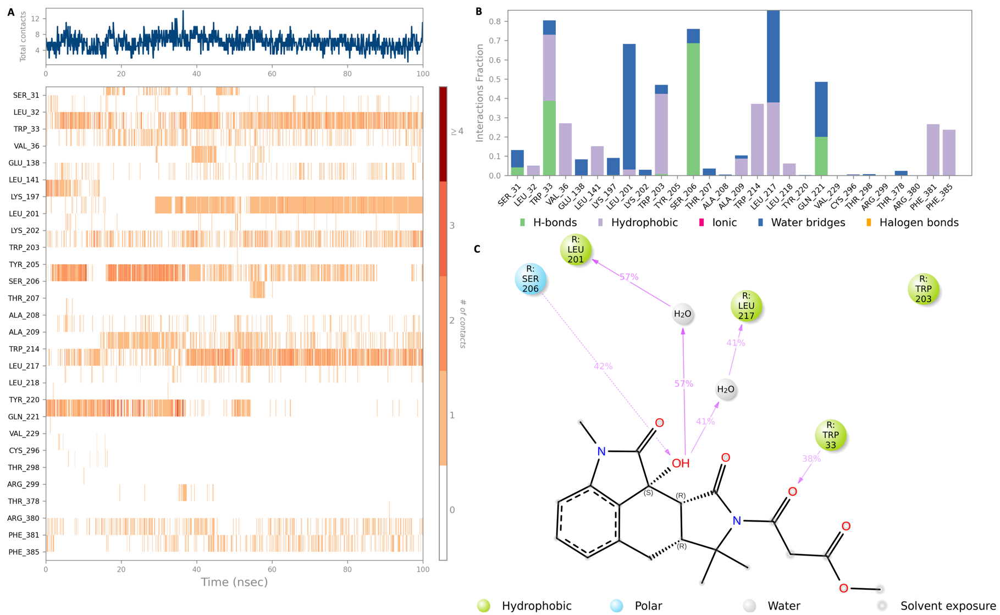 A
Total contacts
12
8
4
0 20 40 60 80 100
SER_31
LEU_32
TRP_33
VAL_36
GLU_138
LEU_141
LYS_197
LEU_201
LYS_202
TRP_203
TYR_205
SER_206
THR_207
ALA_208
ALA_209
TRP_214
LEU_217
LEU_218
TYR_220
GLN_221
VAL_229
CYS_296
THR_298
ARG_299
THR_378
ARG_380
PHE_381
PHE_385
0 20 40 60 80 100
Time (nsec)
≥4
3
2
1
0
# of contacts
B
Interactions Fraction
0.8
0.7
0.6
0.5
0.4
0.3
0.2
0.1
0.0
SER_31
LEU_32
TRP_33
VAL_36
GLU_138
LEU_141
LYS_197
LEU_201
LYS_202
TRP_203
TYR_205
SER_206
THR_207
ALA_208
ALA_209
TRP_214
LEU_217
LEU_218
TYR_220
GLN_221
VAL_229
CYS_296
THR_298
ARG_299
THR_378
ARG_380
PHE_381
PHE_385
H-bonds Hydrophobic Ionic Water bridges Halogen bonds
C
R:
LEU
201
R:
SER
206
R:
TRP
203
R:
LEU
217
57%
H₂O
41%
42%
57%
H₂O
41%
R:
TRP
33
38%
O
N
OH
O
(S)
(R)
O
N
(R)
O
O
Hydrophobic Polar Water Solvent exposure